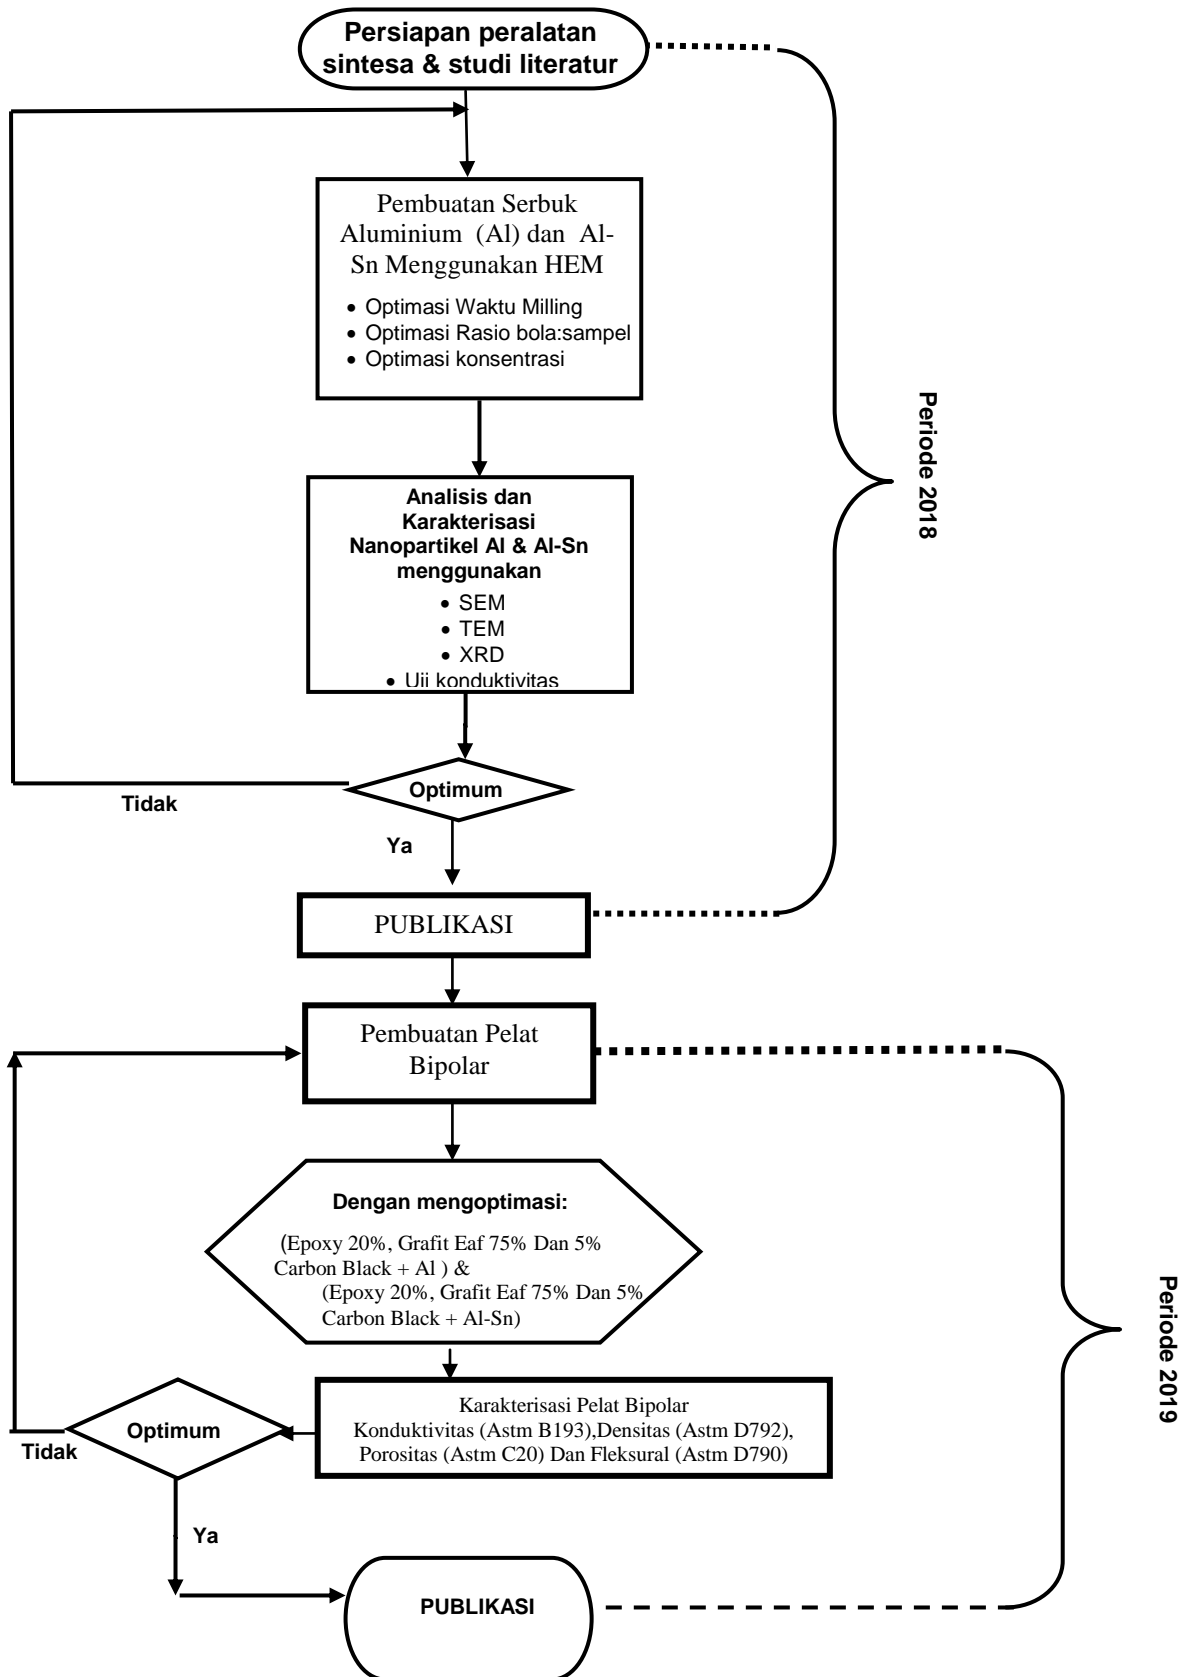 Persiapan peralatan
sintesa & studi literatur
Pembuatan Serbuk
Aluminium (Al) dan Al-
Sn Menggunakan HEM
• Optimasi Waktu Milling
• Optimasi Rasio bola:sampel
• Optimasi konsentrasi
Periode 2018
Analisis dan
Karakterisasi
Nanopartikel Al & Al-Sn
menggunakan
• SEM
• TEM
• XRD
• Uji konduktivitas
Optimum
Tidak
Ya
PUBLIKASI
Pembuatan Pelat
Bipolar
Dengan mengoptimasi:
(Epoxy 20%, Grafit Eaf 75% Dan 5%
Carbon Black + Al ) &
(Epoxy 20%, Grafit Eaf 75% Dan 5%
Carbon Black + Al-Sn)
Periode 2019
Karakterisasi Pelat Bipolar
Konduktivitas (Astm B193),Densitas (Astm D792),
Porositas (Astm C20) Dan Fleksural (Astm D790)
Optimum
Tidak
Ya
PUBLIKASI